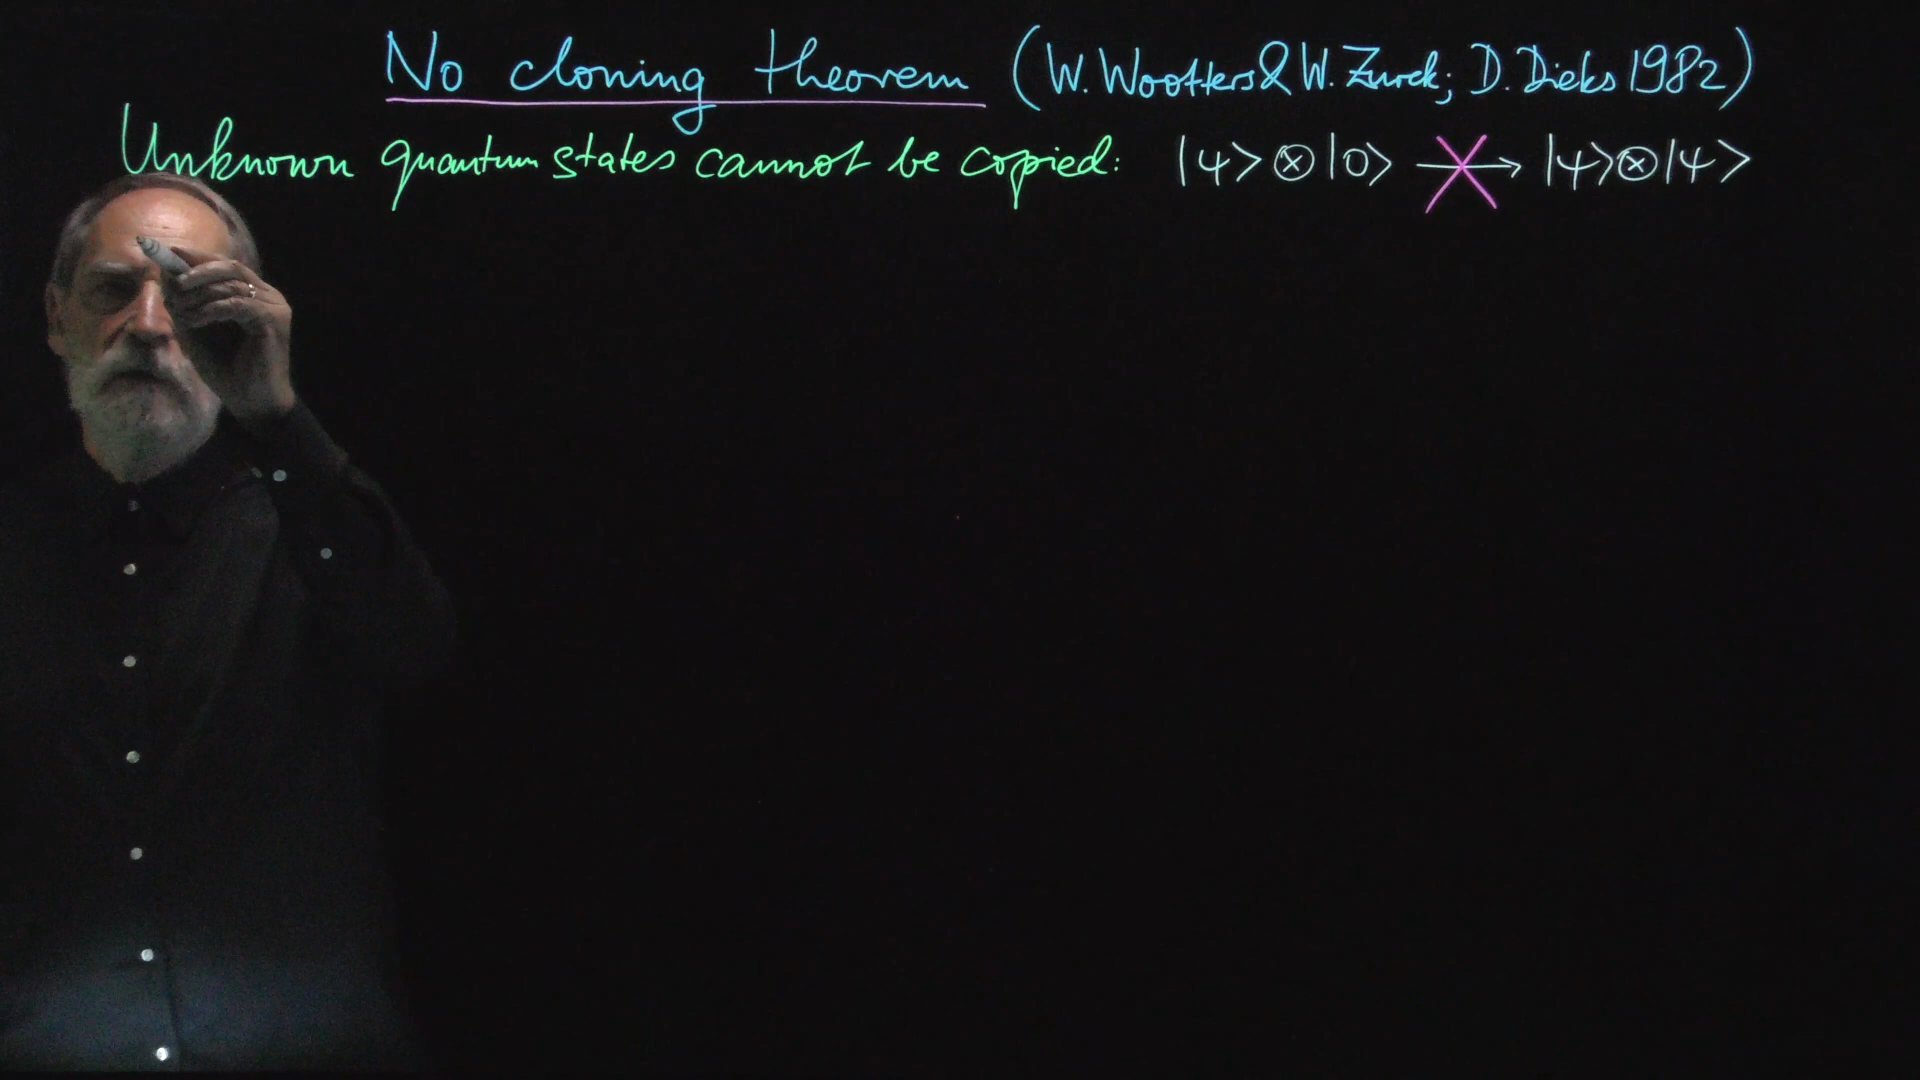 No cloning theorem (W. Wootters & W. Zurek; D. Dieks 1982)
Unknown quantum states cannot be copied: |ψ>⊗|0> → |ψ>⊗|ψ>